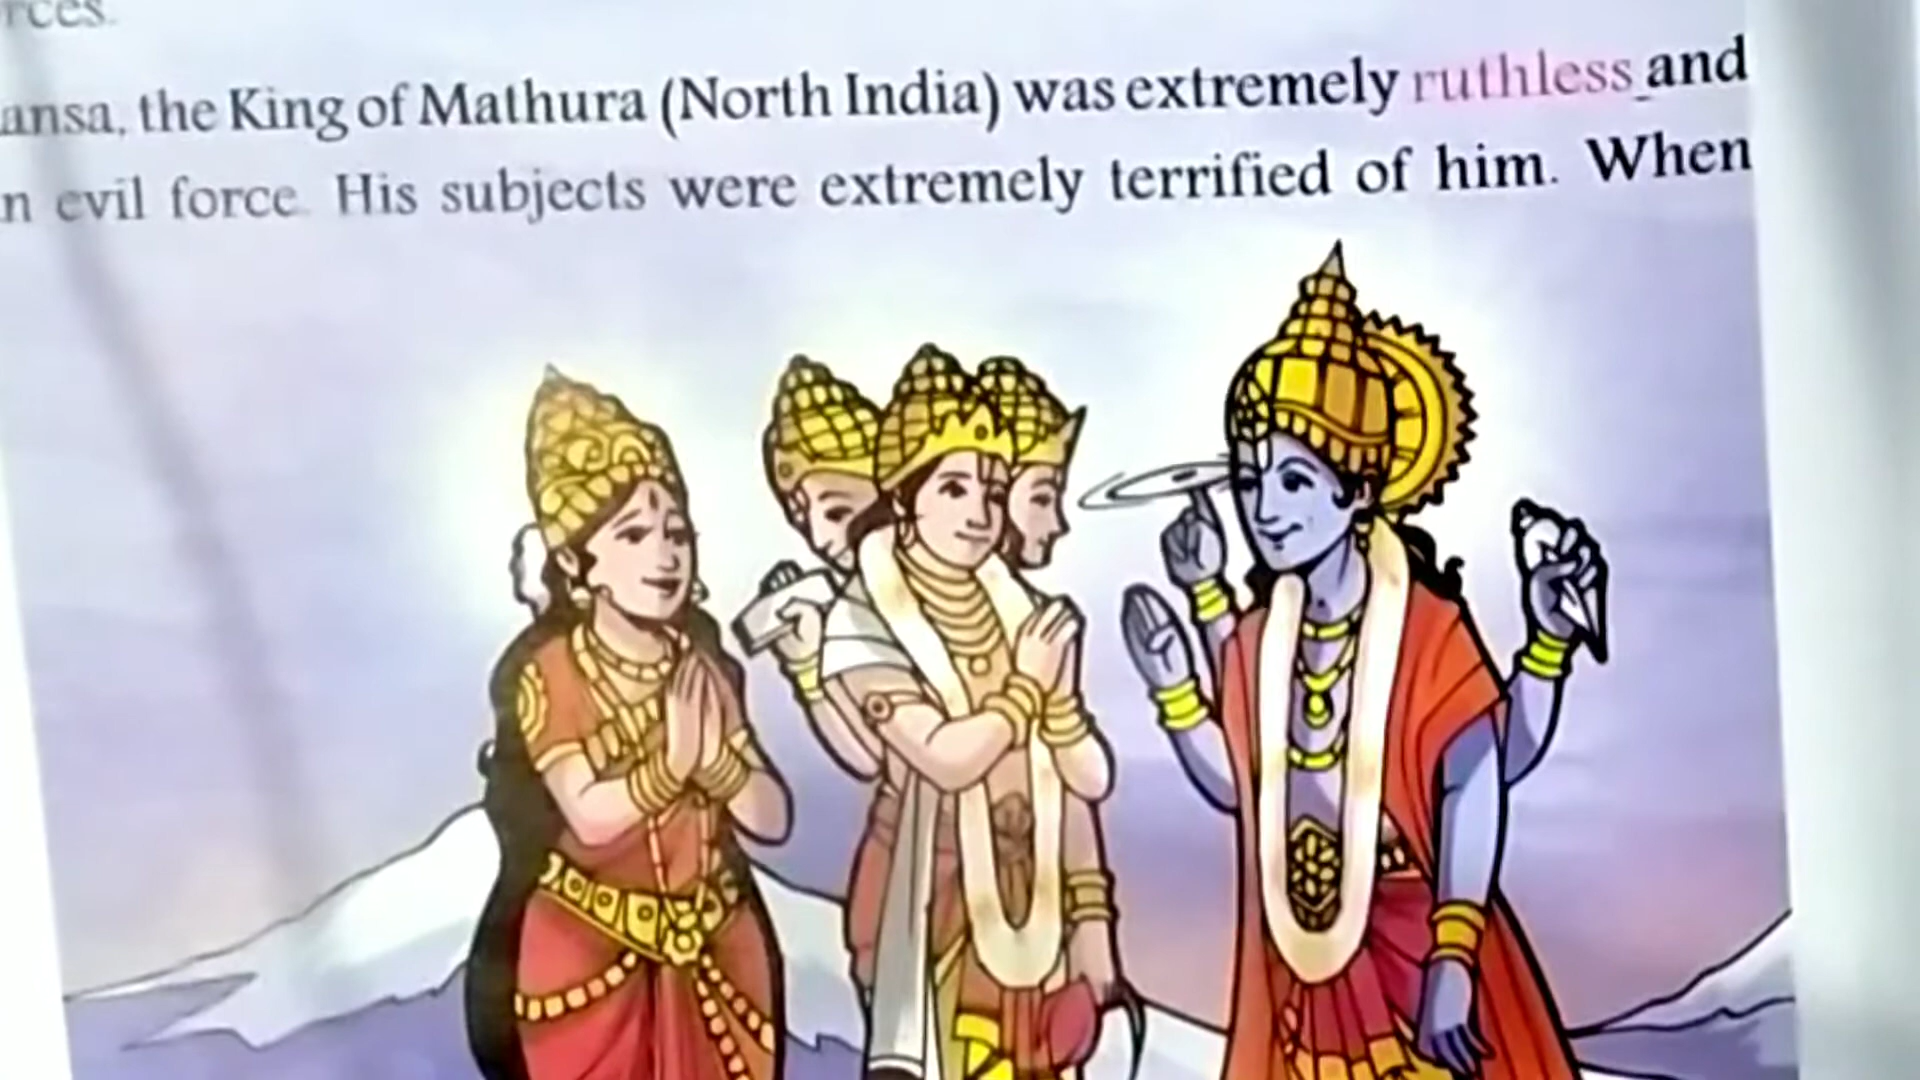 rces.
ansa, the King of Mathura (North India) was extremely ruthless and
n evil force. His subjects were extremely terrified of him. When